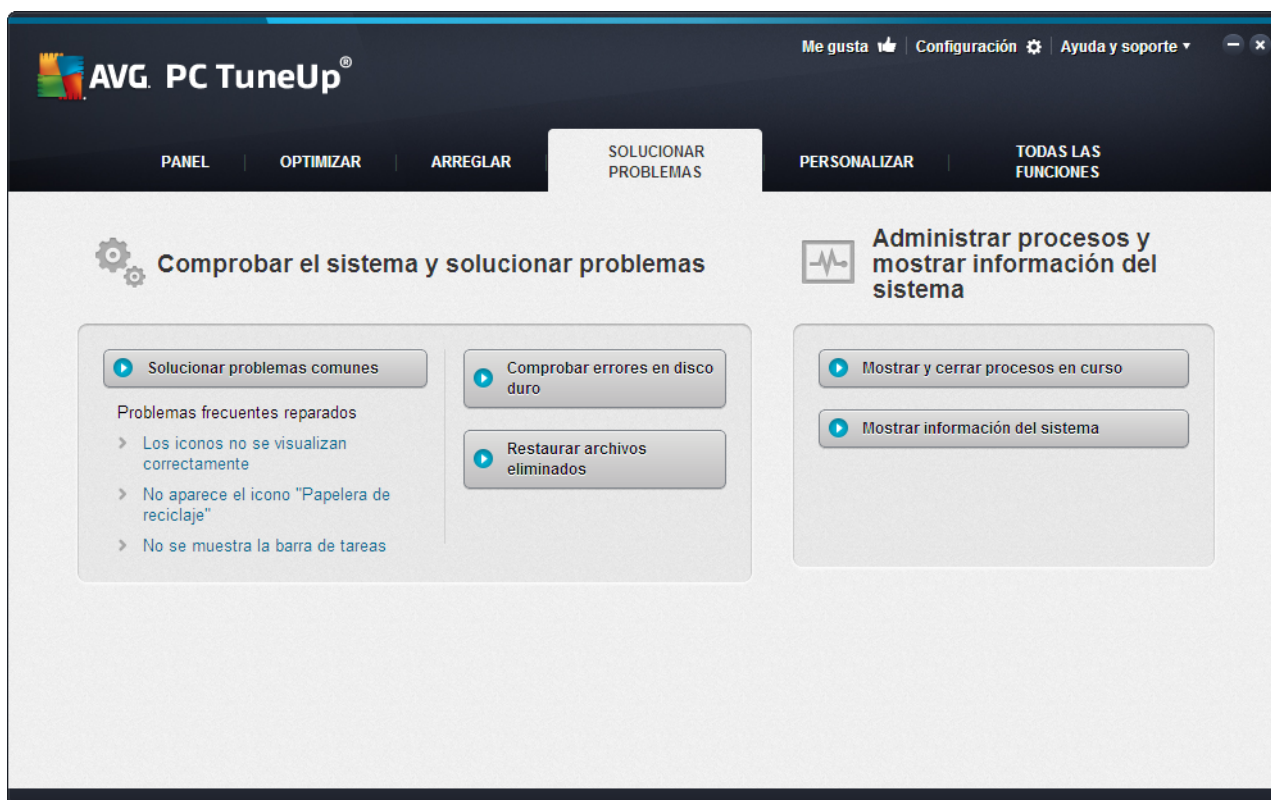 Me gusta | Configuración | Ayuda y soporte
AVG. PC TuneUp®
PANEL
OPTIMIZAR
ARREGLAR
SOLUCIONAR
PROBLEMAS
PERSONALIZAR
TODAS LAS
FUNCIONES
Comprobar el sistema y solucionar problemas
Solucionar problemas comunes
Problemas frecuentes reparados
Los iconos no se visualizan
correctamente
No aparece el icono "Papelera de
reciclaje"
No se muestra la barra de tareas
Comprobar errores en disco
duro
Restaurar archivos
eliminados
Administrar procesos y
mostrar información del
sistema
Mostrar y cerrar procesos en curso
Mostrar información del sistema